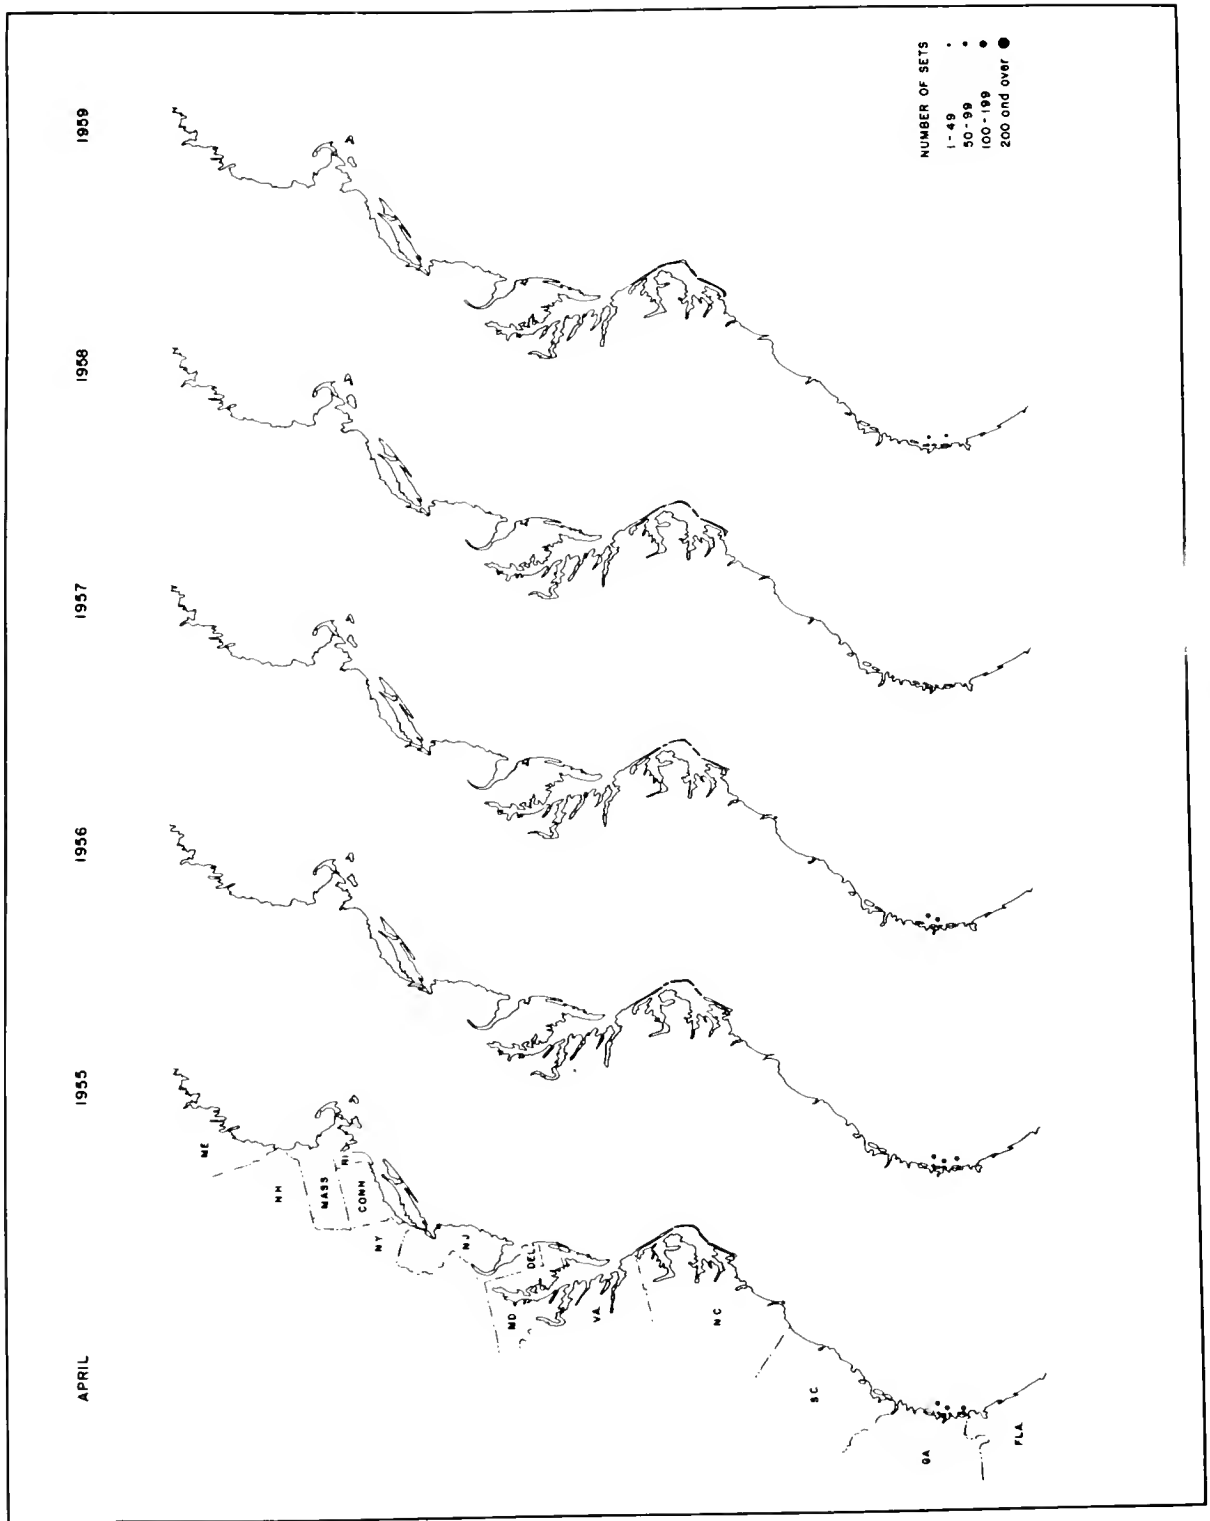 APRIL
1955
1956
1957
1958
1959
ME
NH
MASS
RI
CONN
NY
NJ
DEL
MD
VA
NC
SC
GA
FLA
NUMBER OF SETS
1-49
50-99
100-199
200 and over